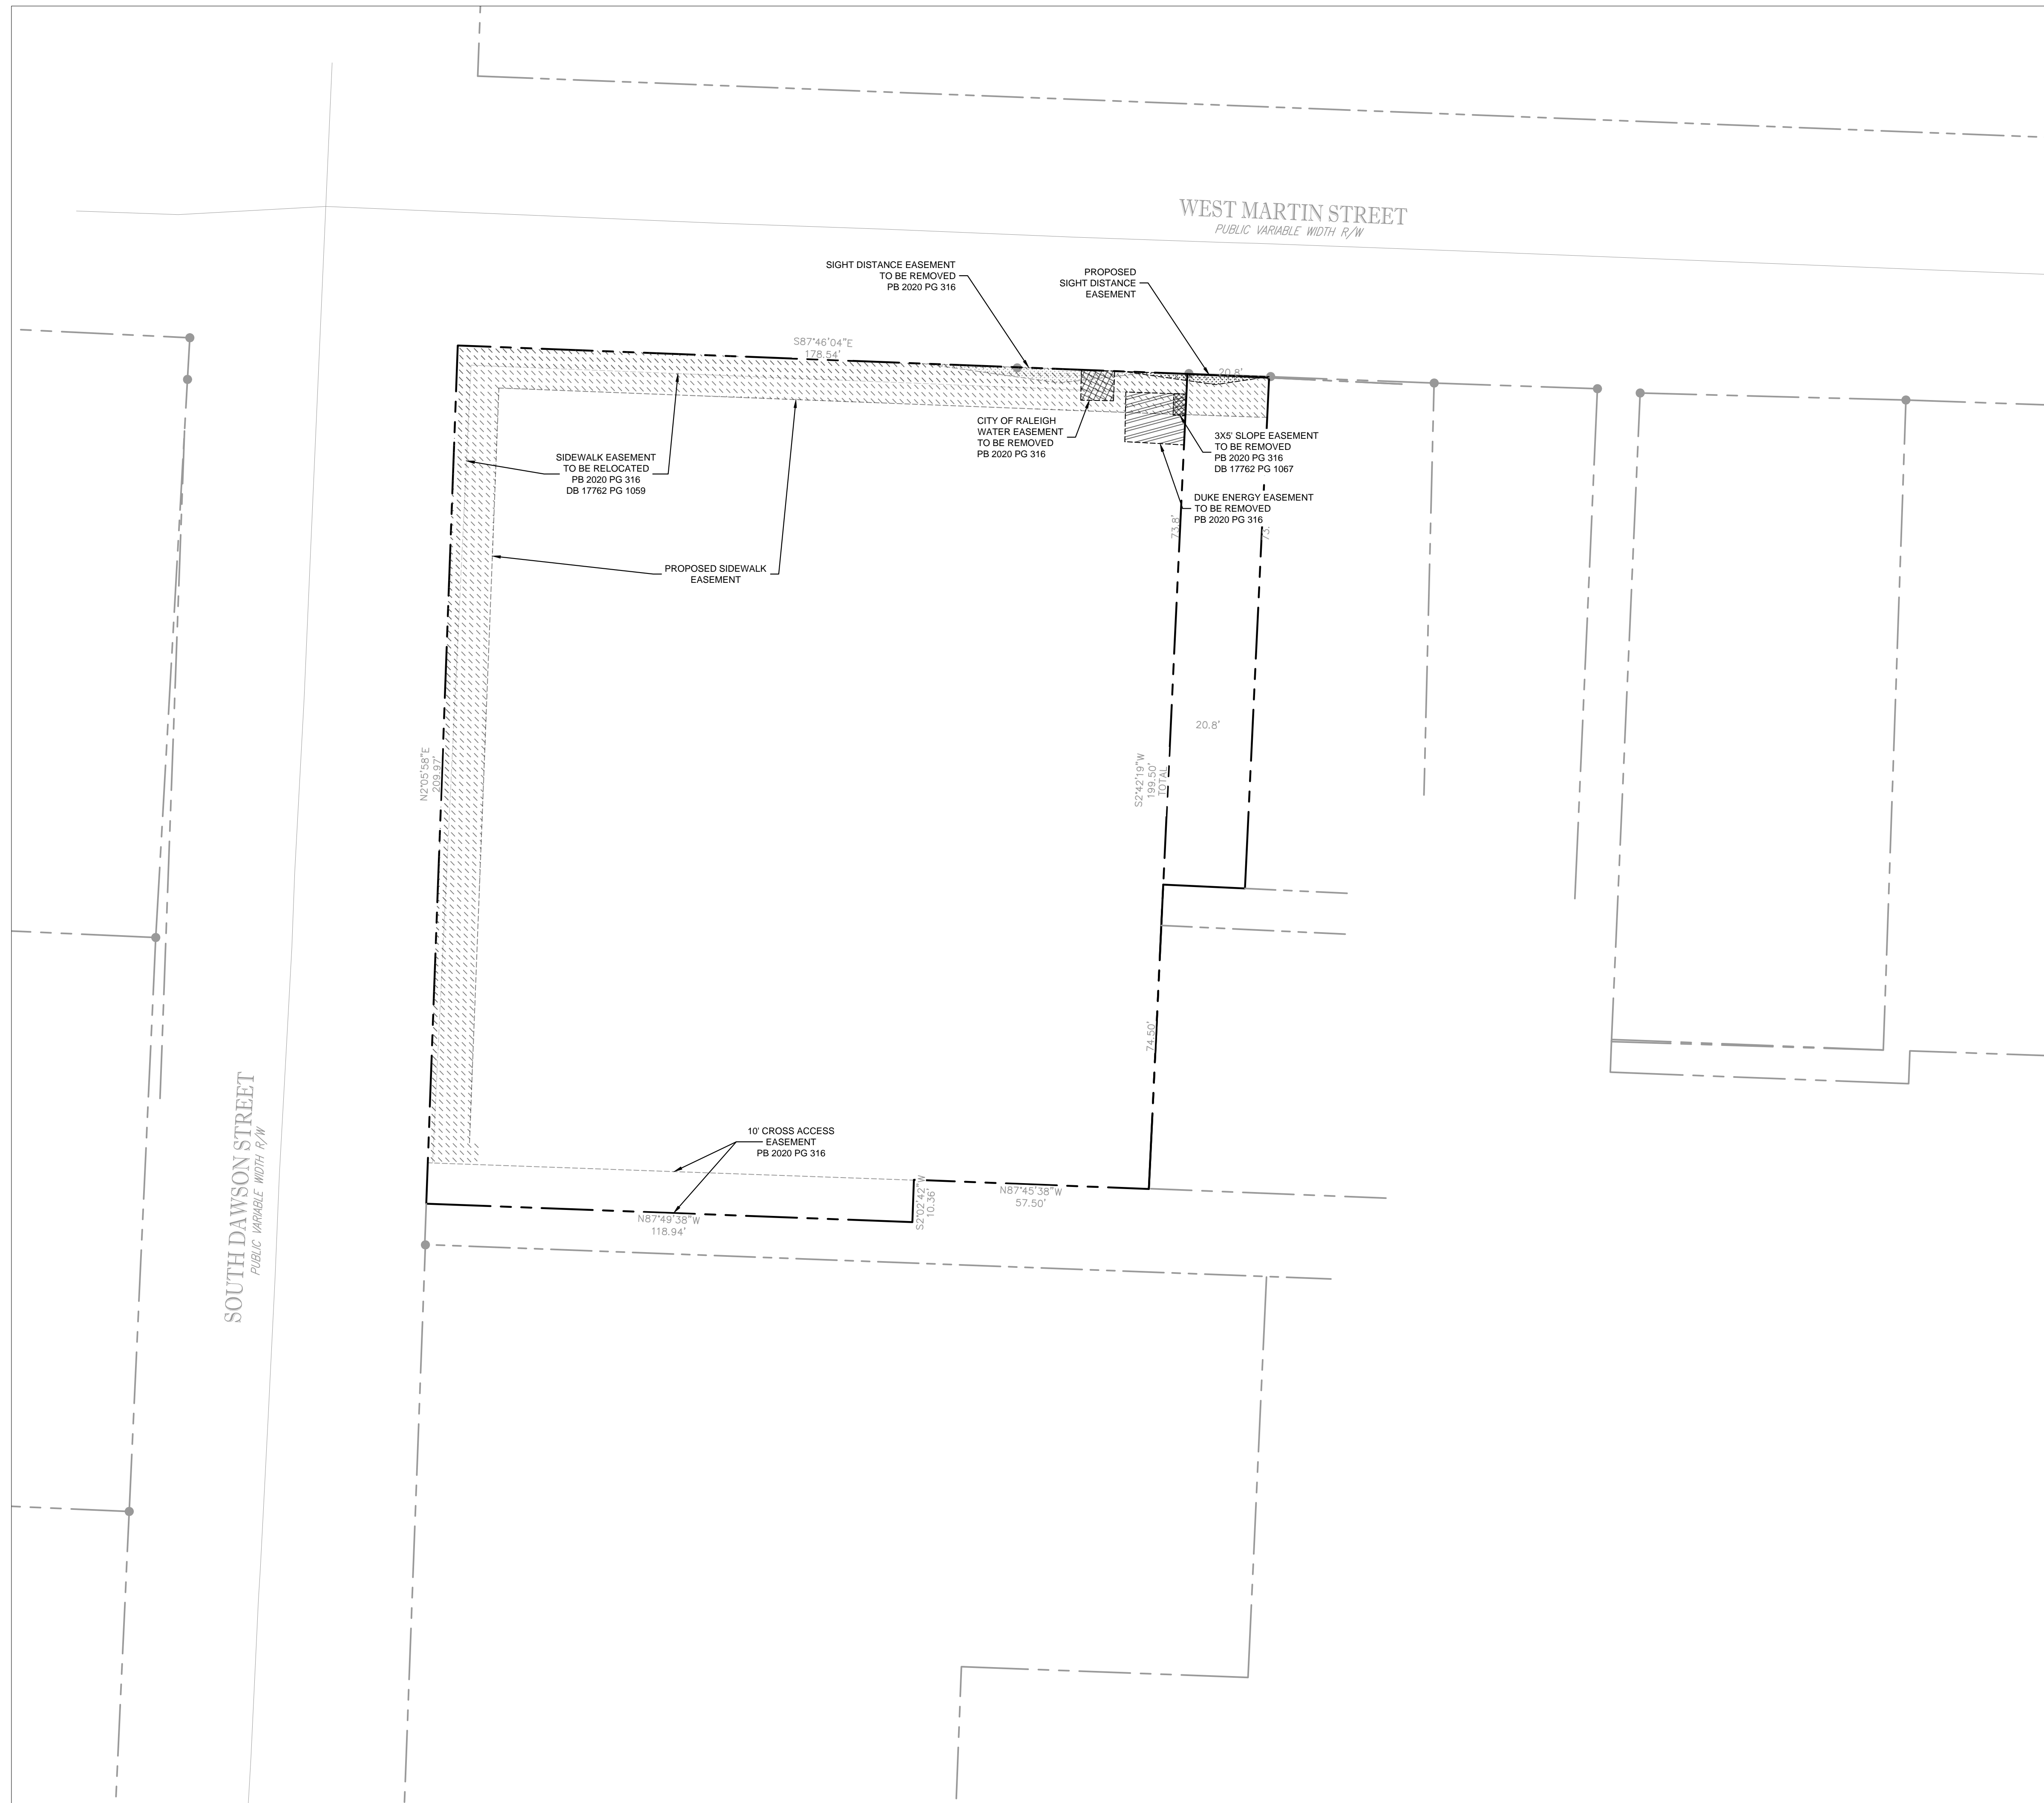 WEST MARTIN STREET
PUBLIC VARIABLE WIDTH R/W
SIGHT DISTANCE EASEMENT
TO BE REMOVED
PB 2020 PG 316
PROPOSED
SIGHT DISTANCE
EASEMENT
S87°46'04"E
178.54'
20.8'
CITY OF RALEIGH
WATER EASEMENT
TO BE REMOVED
PB 2020 PG 316
3X5' SLOPE EASEMENT
TO BE REMOVED
PB 2020 PG 316
DB 17762 PG 1067
SIDEWALK EASEMENT
TO BE RELOCATED
PB 2020 PG 316
DB 17762 PG 1059
DUKE ENERGY EASEMENT
TO BE REMOVED
PB 2020 PG 316
73.8'
73.
PROPOSED SIDEWALK
EASEMENT
20.8'
N2°05'58"E
209.97'
S2°42'19"W
199.50'
TOTAL
74.50'
SOUTH DAWSON STREET
PUBLIC VARIABLE WIDTH R/W
10' CROSS ACCESS
EASEMENT
PB 2020 PG 316
S2°02'42"W
10.36'
N87°45'38"W
57.50'
N87°49'38"W
118.94'